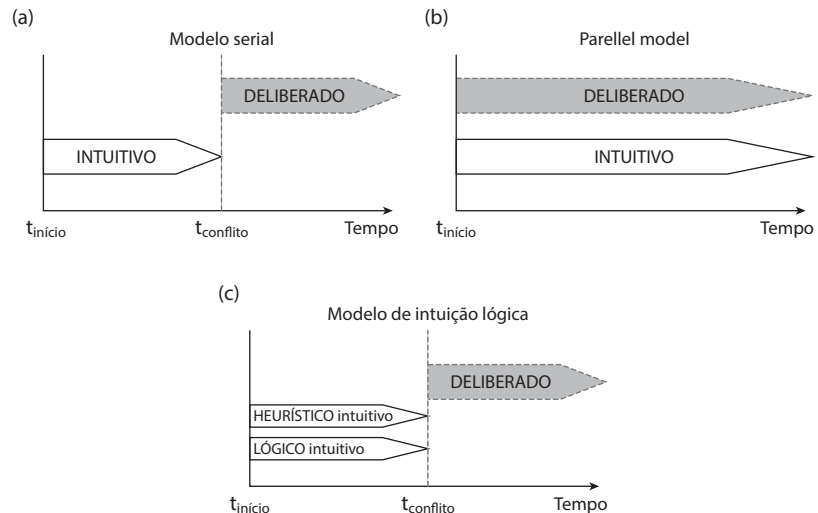 (a)
Modelo serial
DELIBERADO
INTUITIVO
tinício
tconflito
Tempo
(b)
Parellel model
DELIBERADO
INTUITIVO
tinício
Tempo
(c)
Modelo de intuição lógica
DELIBERADO
HEURÍSTICO intuitivo
LÓGICO intuitivo
tinício
tconflito
Tempo